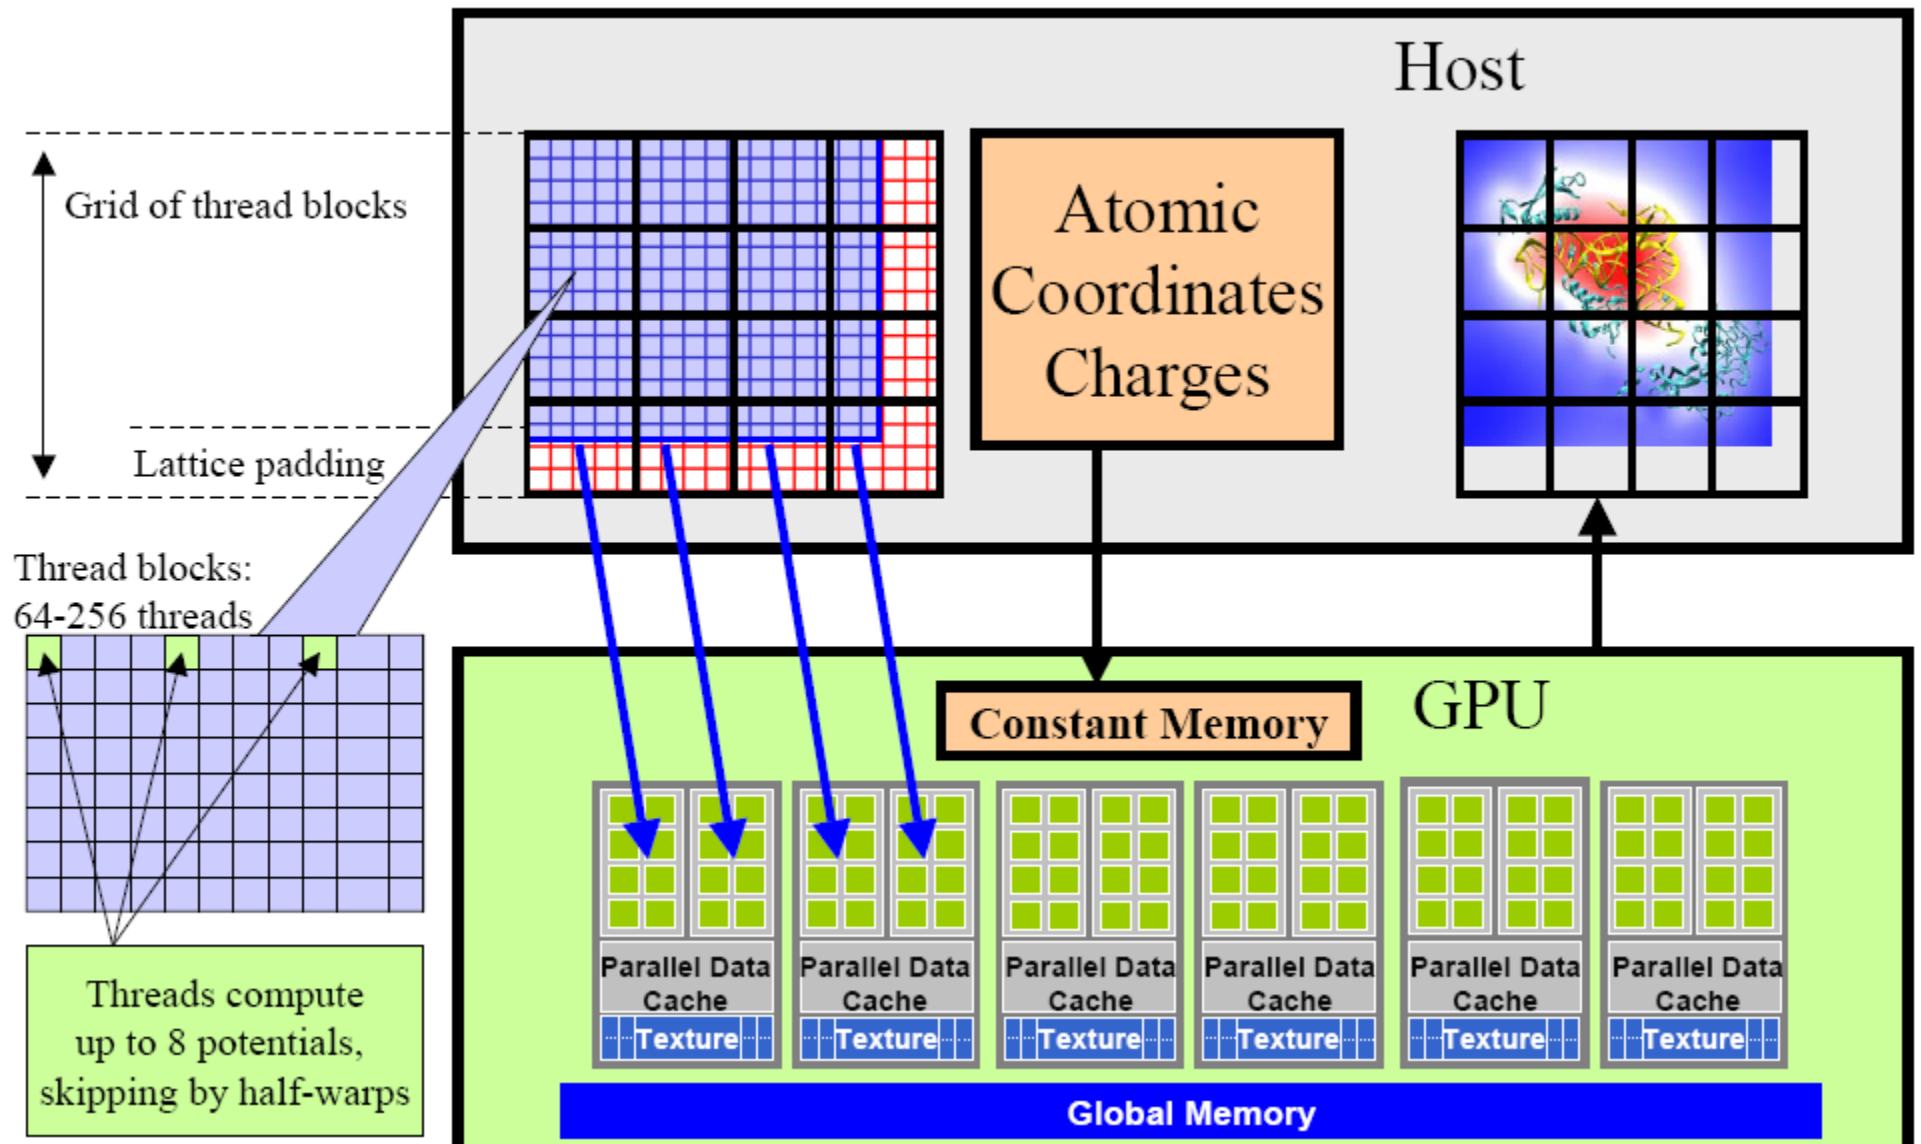 Host
Grid of thread blocks
Lattice padding
Atomic
Coordinates
Charges
Thread blocks:
64-256 threads
Threads compute
up to 8 potentials,
skipping by half-warps
GPU
Constant Memory
Parallel Data
Cache
Texture
Parallel Data
Cache
Texture
Parallel Data
Cache
Texture
Parallel Data
Cache
Texture
Parallel Data
Cache
Texture
Parallel Data
Cache
Texture
Global Memory